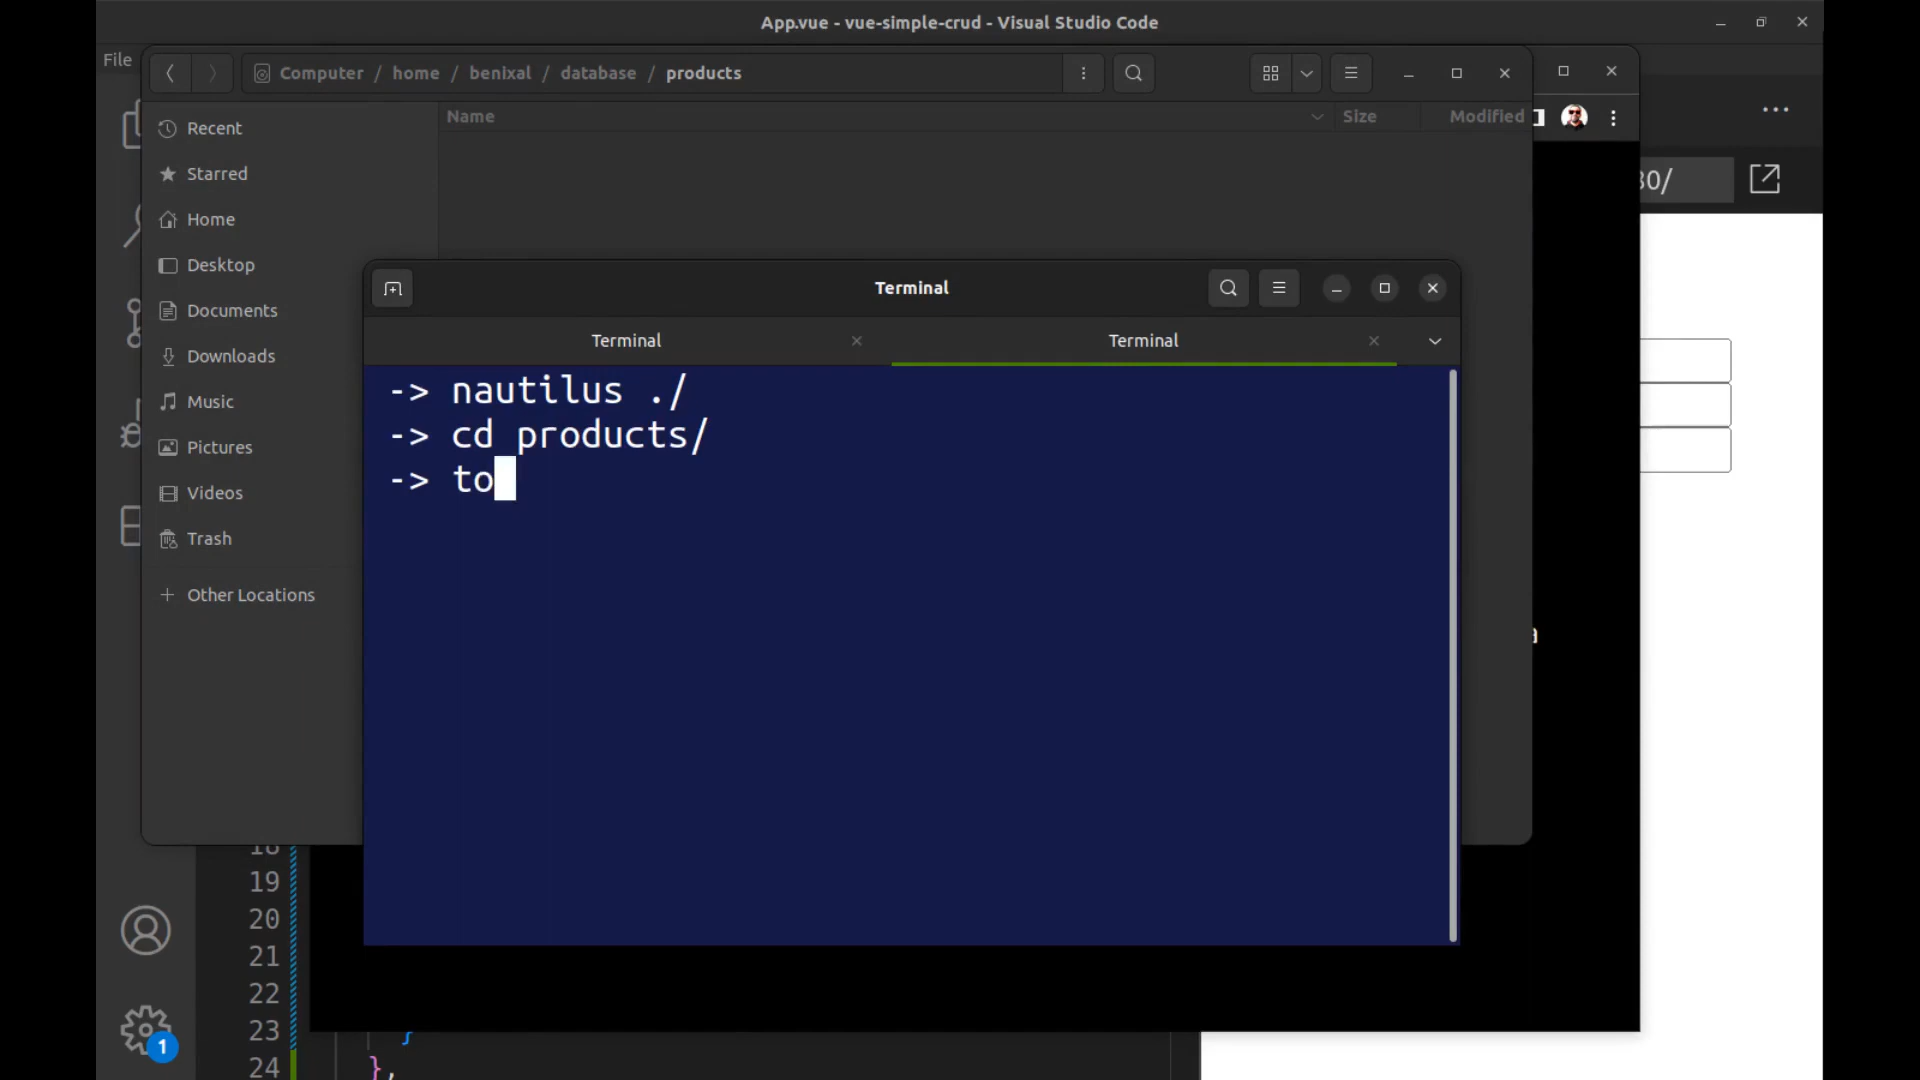 App.vue - vue-simple-crud - Visual Studio Code
File
Computer / home / benixal / database / products
Name
Size
Modified
Recent
Starred
30/
Home
Desktop
Terminal
Documents
Terminal
Terminal
Downloads
-> nautilus ./
Music
-> cd products/
Pictures
-> to
Videos
Trash
+ Other Locations
a
18
19
20
21
22
23
}
24
},
1